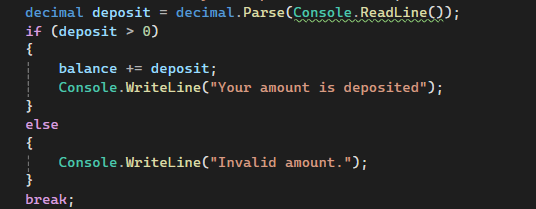 decimal deposit = decimal.Parse(Console.ReadLine());
if (deposit > 0)
{
balance += deposit;
Console.WriteLine("Your amount is deposited");
}
else
{
Console.WriteLine("Invalid amount.");
}
break;